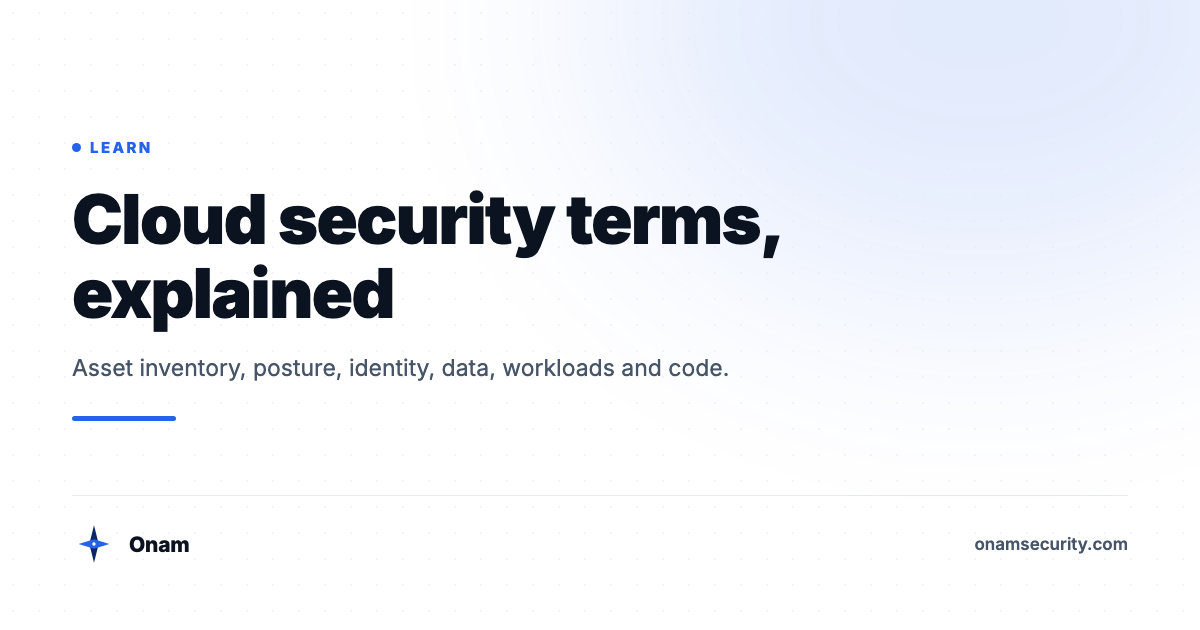 LEARN
Cloud security terms,
explained
Asset inventory, posture, identity, data, workloads and code.
Onam
onamsecurity.com